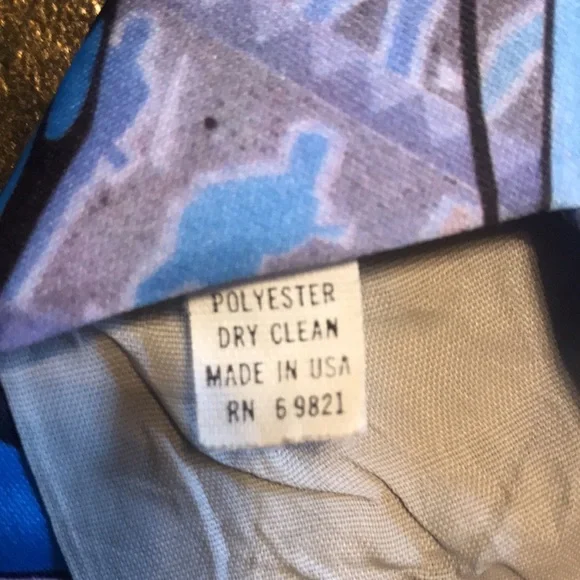 POLYESTER
DRY CLEAN
MADE IN USA
RN 69821